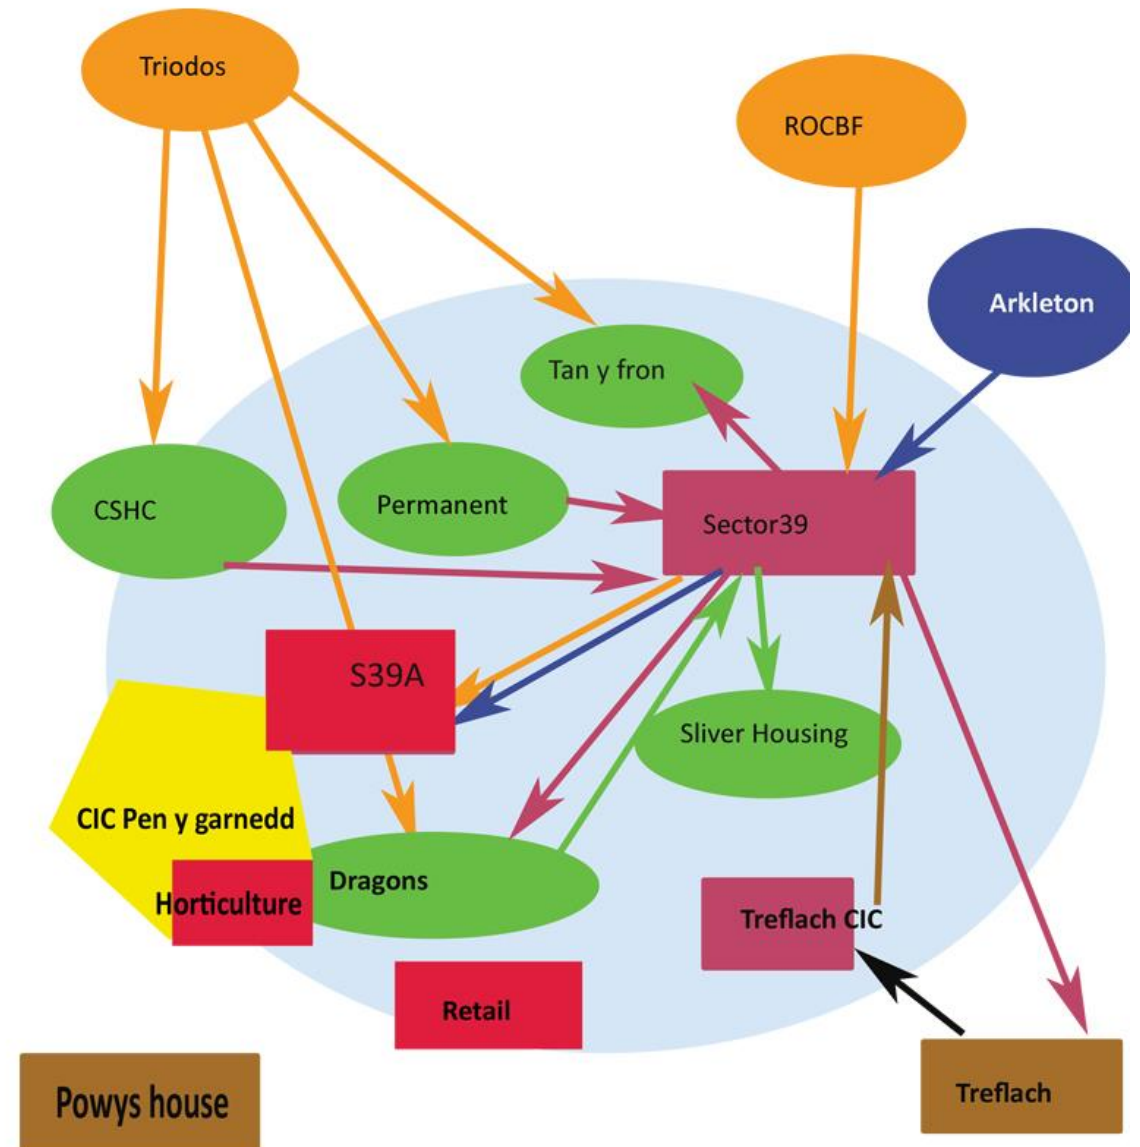 Triodos
ROCBF
Arkleton
Tan y fron
CSHC
Permanent
Sector39
S39A
Sliver Housing
CIC Pen y garnedd
Dragons
Horticulture
Treflach CIC
Retail
Powys house
Treflach